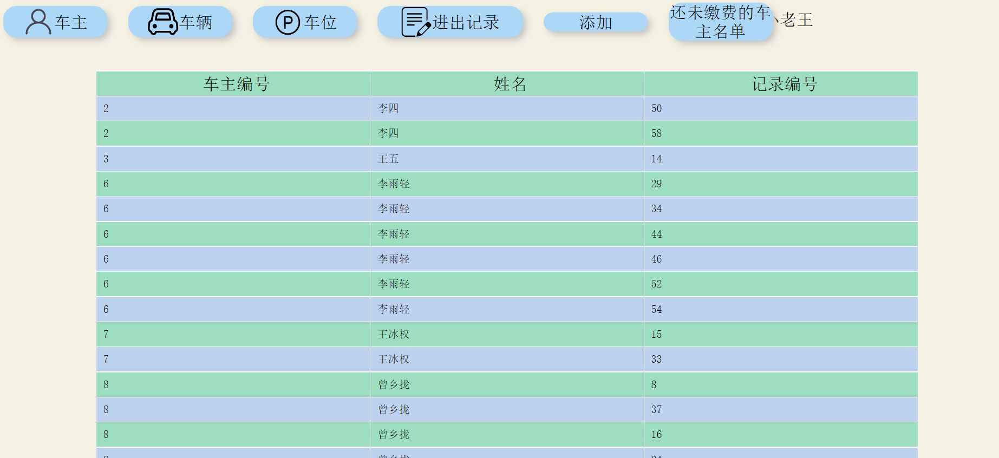 车主
车辆
车位
进出记录
添加
还未缴费的车
主名单
老王
车主编号 姓名 记录编号
2 李四 50
2 李四 58
3 王五 14
6 李雨轻 29
6 李雨轻 34
6 李雨轻 44
6 李雨轻 46
6 李雨轻 52
6 李雨轻 54
7 王冰权 15
7 王冰权 33
8 曾乡拢 8
8 曾乡拢 37
8 曾乡拢 16